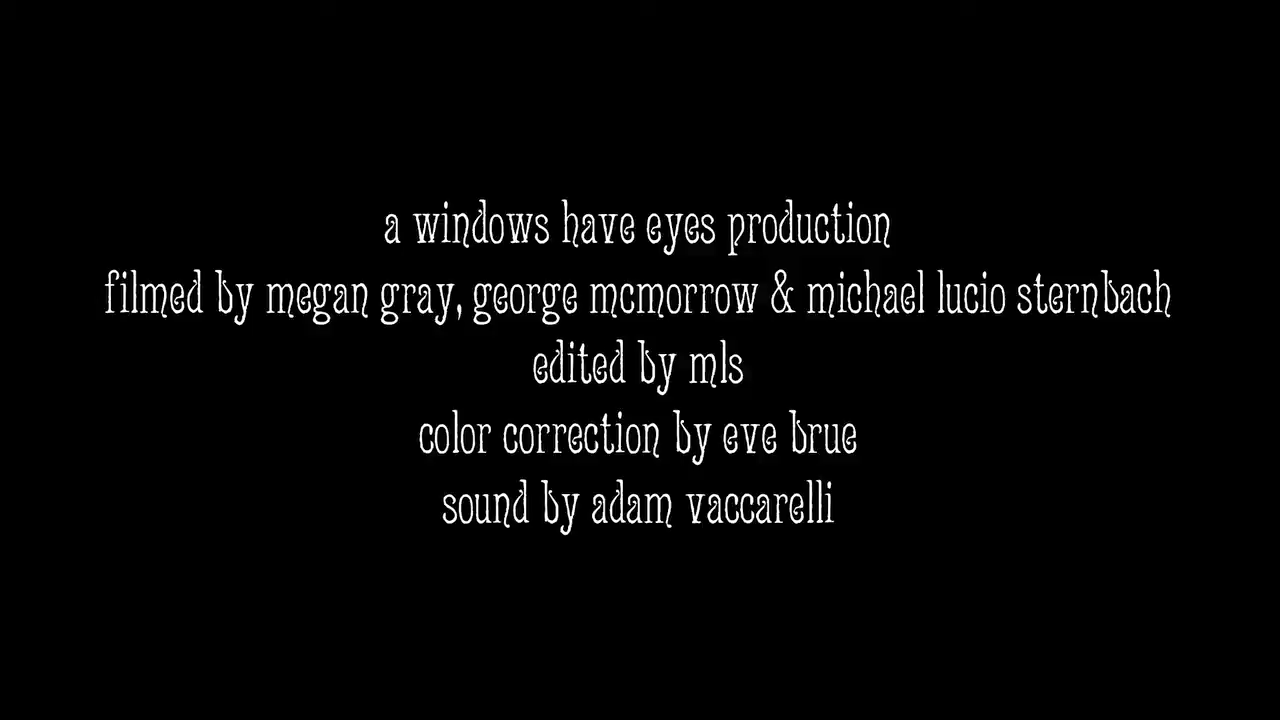 a windows have eyes production
filmed by megan gray, george mcmorrow & michael lucio sternbach
edited by mls
color correction by eve brue
sound by adam vaccarelli